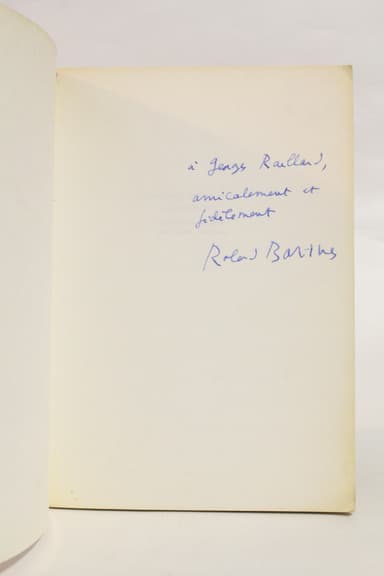 à Georges Raillard,
amicalement et
fidèlement
Roland Barthes